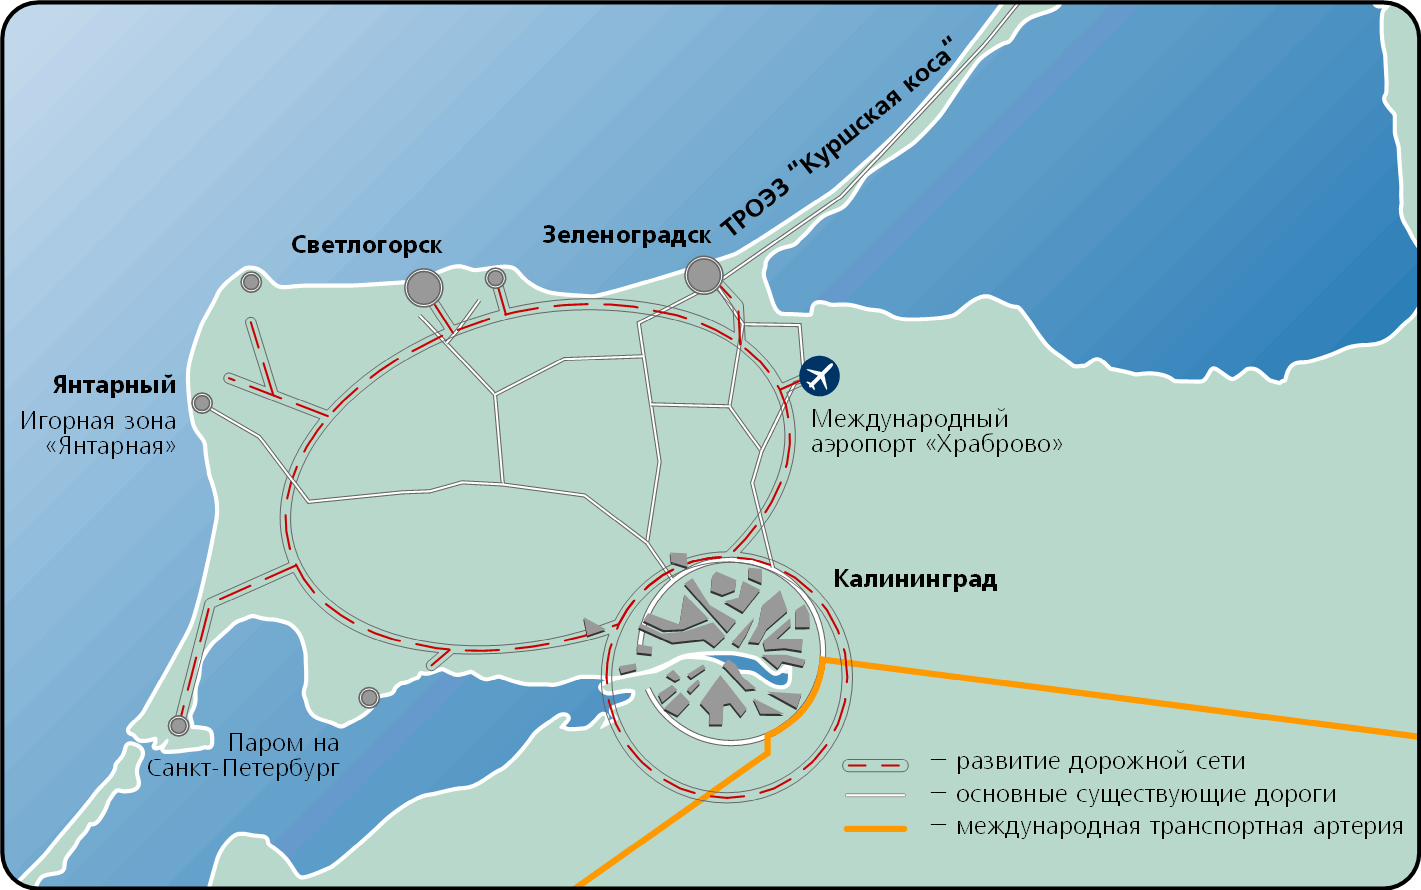 ТРОЭЗ "Куршская коса"
Зеленоградск
Светлогорск
Янтарный
Игорная зона
«Янтарная»
Международный
аэропорт «Храброво»
Калининград
Паром на
Санкт-Петербург
— развитие дорожной сети
— основные существующие дороги
— международная транспортная артерия